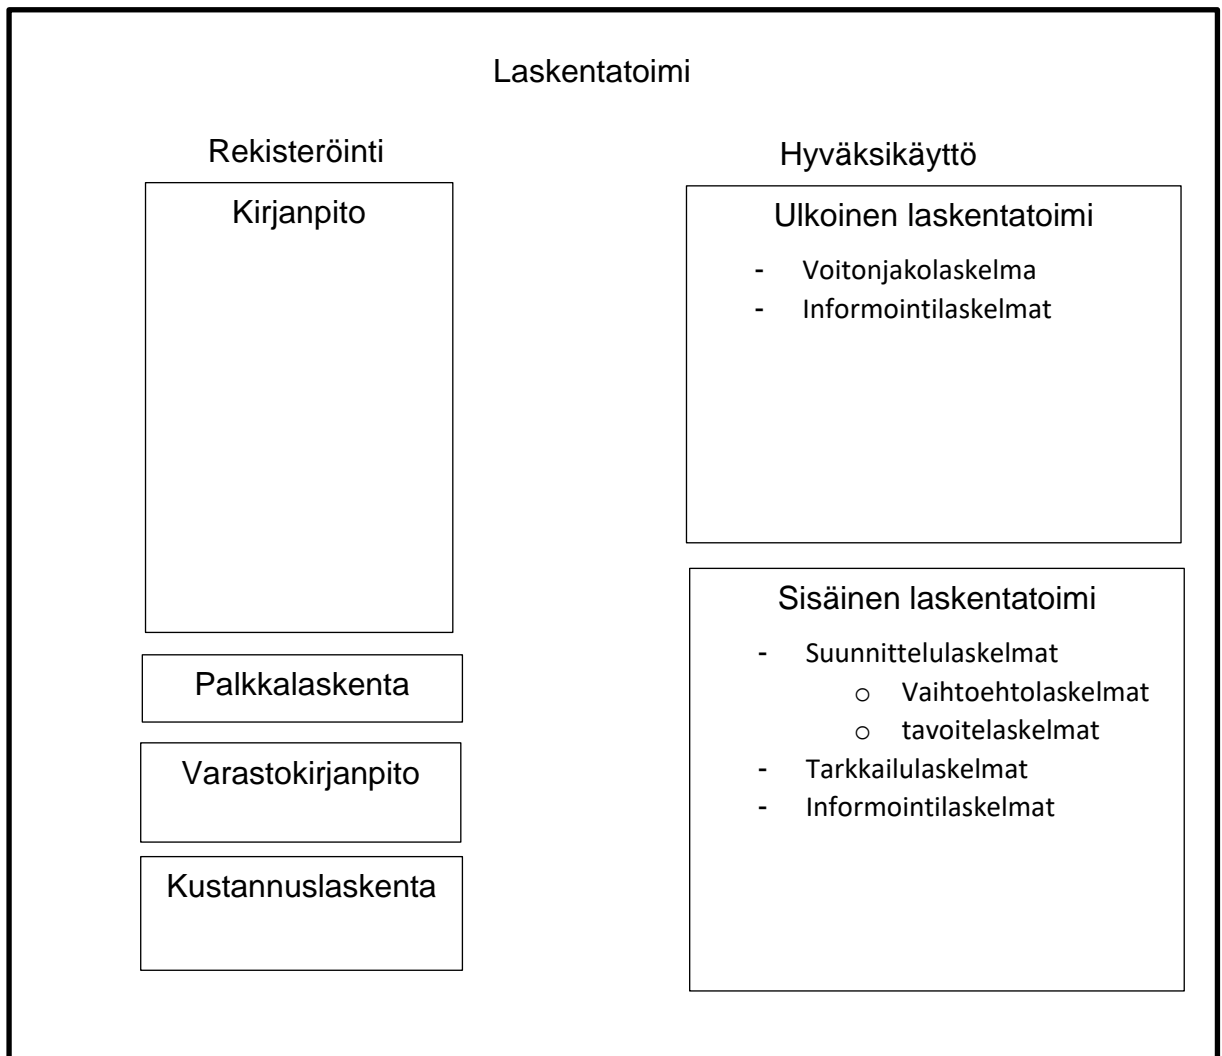 Laskentatoimi
Rekisteröinti
Kirjanpito
Palkkalaskenta
Varastokirjanpito
Kustannuslaskenta
Hyväksikäyttö
Ulkoinen laskentatoimi
- Voitonjakolaskelma
- Informointilaskelmat
Sisäinen laskentatoimi
- Suunnittelulaskelmat
o Vaihtoehtolaskelmat
o tavoitelaskelmat
- Tarkkailulaskelmat
- Informointilaskelmat